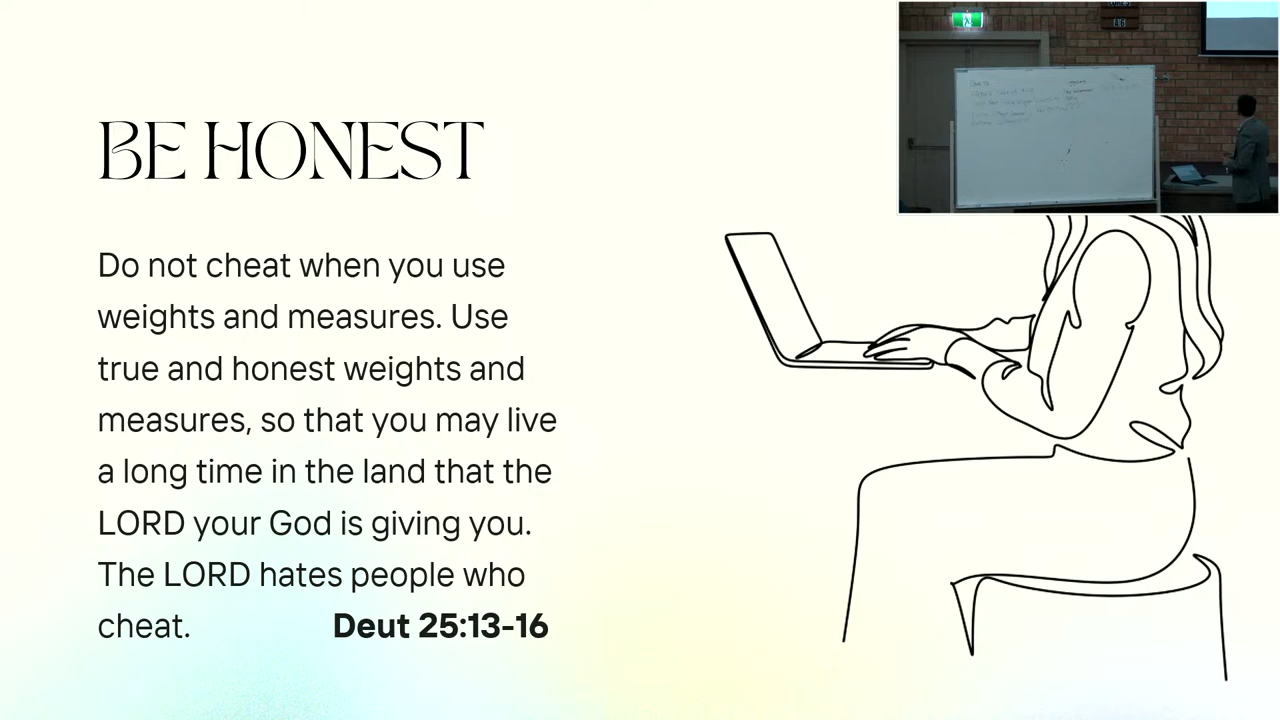 BE HONEST
Do not cheat when you use
weights and measures. Use
true and honest weights and
measures, so that you may live
a long time in the land that the
LORD your God is giving you.
The LORD hates people who
cheat. Deut 25:13-16